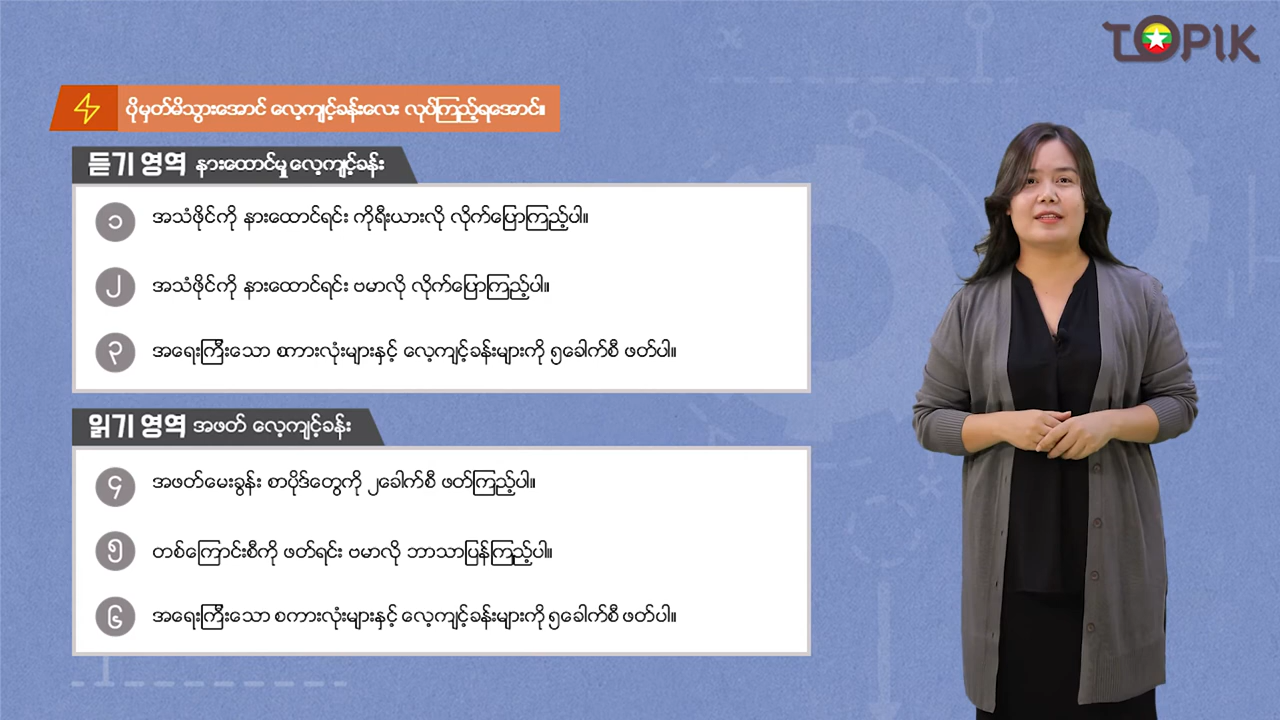 TOPIK
ပိုမှတ်မိသွားအောင် လေ့ကျင့်ခန်းလေး လုပ်ကြည့်ရအောင်။
듣기 영역 နားထောင်မှု လေ့ကျင့်ခန်း
၁ အသံဖိုင်ကို နားထောင်ရင်း ကိုရီးယားလို လိုက်ပြောကြည့်ပါ။
၂ အသံဖိုင်ကို နားထောင်ရင်း ဗမာလို လိုက်ပြောကြည့်ပါ။
၃ အရေးကြီးသော စကားလုံးများနှင့် လေ့ကျင့်ခန်းများကို ၅ခေါက်စီ ဖတ်ပါ။
읽기 영역 အဖတ် လေ့ကျင့်ခန်း
၄ အဖတ်မေးခွန်း စာပိုဒ်တွေကို ၂ခေါက်စီ ဖတ်ကြည့်ပါ။
၅ တစ်ကြောင်းစီကို ဖတ်ရင်း ဗမာလို ဘာသာပြန်ကြည့်ပါ။
၆ အရေးကြီးသော စကားလုံးများနှင့် လေ့ကျင့်ခန်းများကို ၅ခေါက်စီ ဖတ်ပါ။